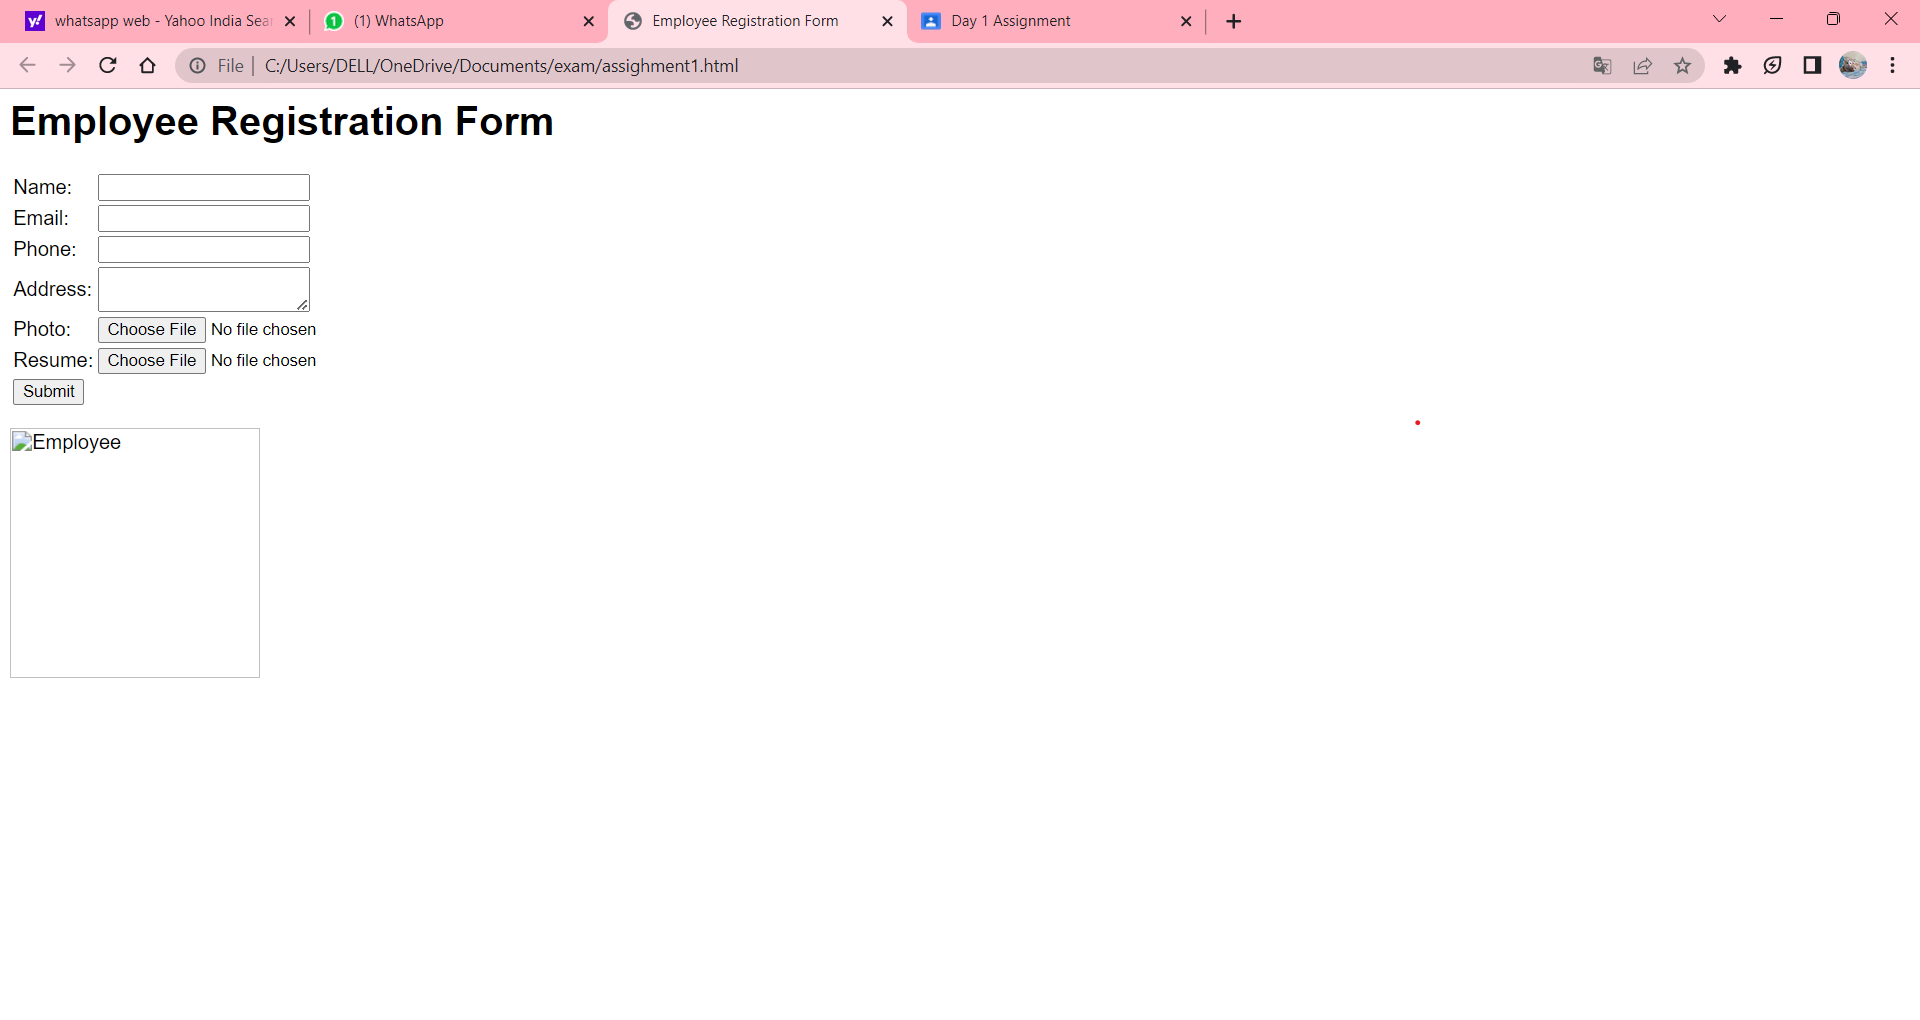 whatsapp web - Yahoo India Sear
(1) WhatsApp
Employee Registration Form
Day 1 Assignment
File
C:/Users/DELL/OneDrive/Documents/exam/assighment1.html
Employee Registration Form
Name:
Email:
Phone:
Address:
Photo: Choose File No file chosen
Resume: Choose File No file chosen
Submit
Employee